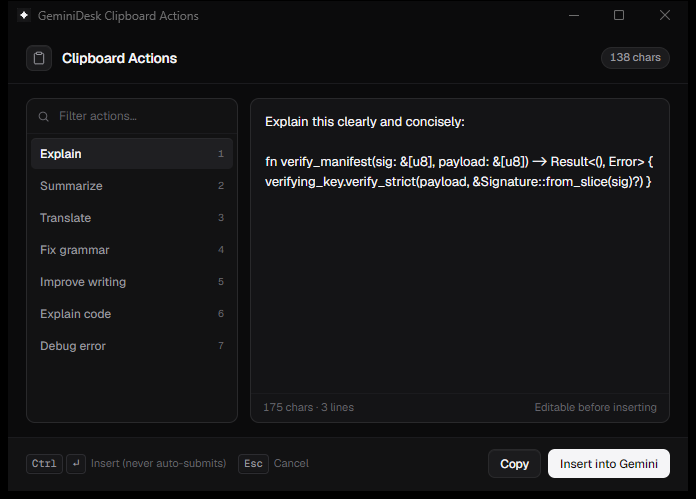 GeminiDesk Clipboard Actions
Clipboard Actions
138 chars
Filter actions...
Explain 1
Summarize 2
Translate 3
Fix grammar 4
Improve writing 5
Explain code 6
Debug error 7
Explain this clearly and concisely:
fn verify_manifest(sig: &[u8], payload: &[u8]) -> Result<(), Error> {
verifying_key.verify_strict(payload, &Signature::from_slice(sig)?) }
175 chars · 3 lines
Editable before inserting
Ctrl ↵ Insert (never auto-submits) Esc Cancel
Copy
Insert into Gemini